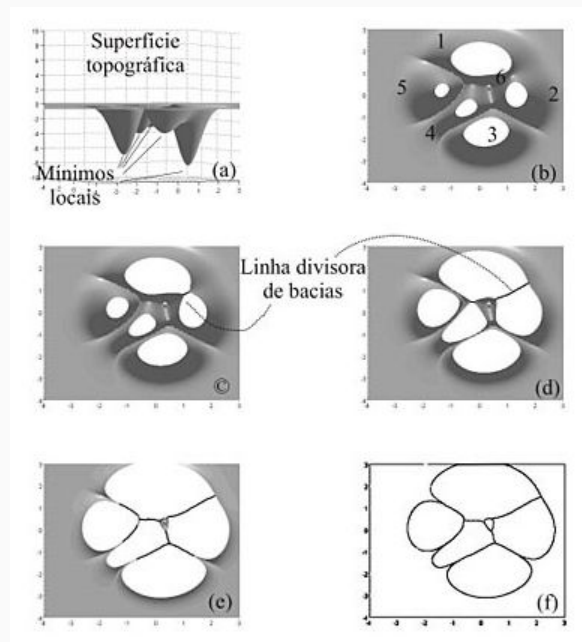 Superfície
topográfica
Mínimos
locais
(a)
1
2
3
4
5
6
(b)
Linha divisora
de bacias
©
(d)
(e)
(f)